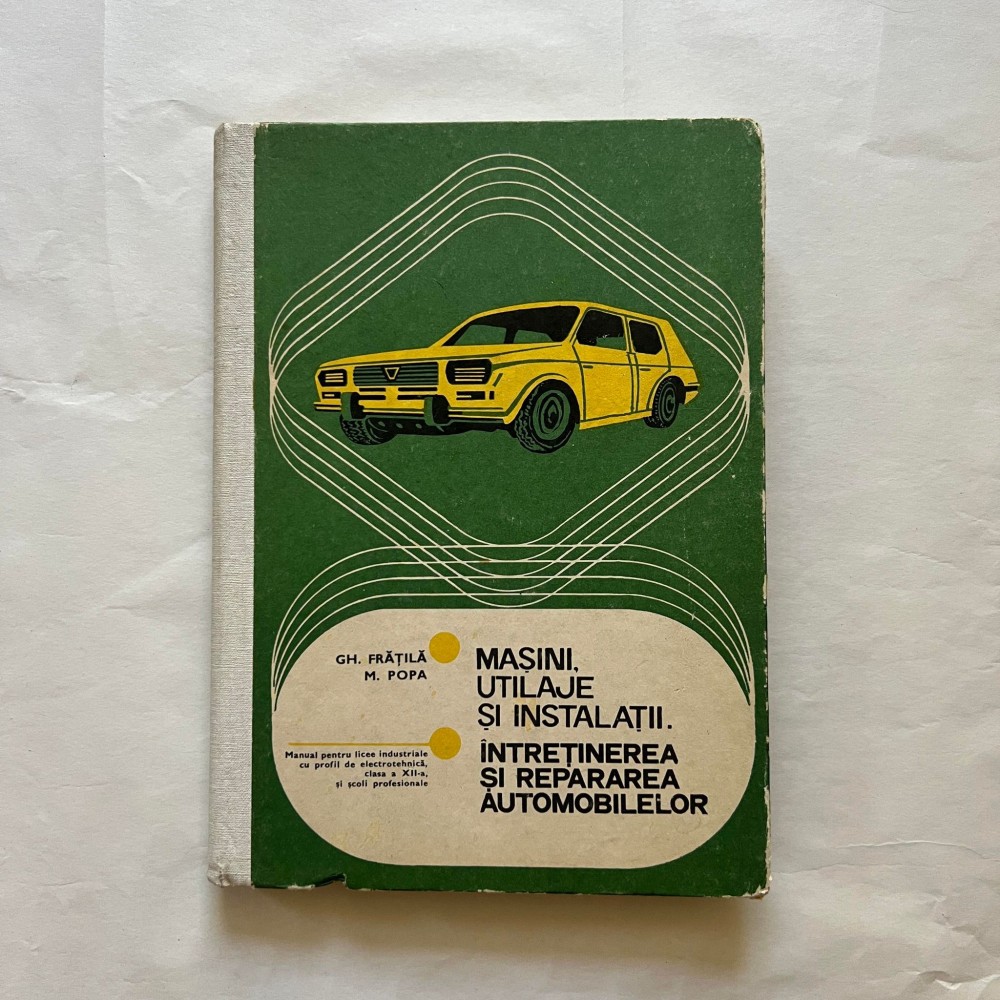 GH. FRĂȚILĂ
M. POPA
MAȘINI,
UTILAJE
ȘI INSTALAȚII.
Manual pentru licee industriale
cu profil de electrotehnică,
clasa a XII-a,
și școli profesionale
ÎNTREȚINEREA
ȘI REPARAREA
AUTOMOBILELOR